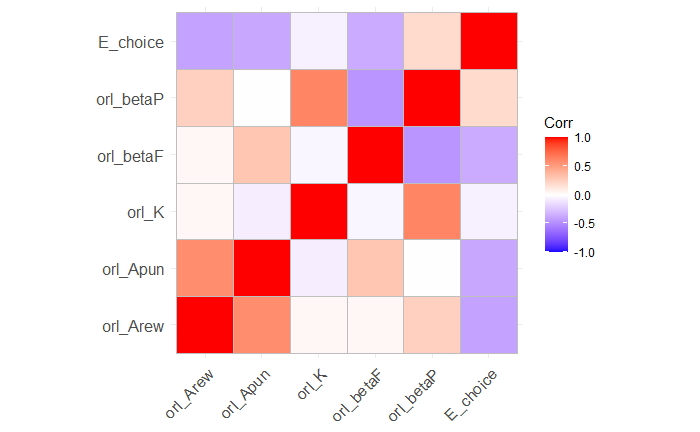 E_choice
orl_betaP
orl_betaF
orl_K
orl_Apun
orl_Arew
orl_Arew
orl_Apun
orl_K
orl_betaF
orl_betaP
E_choice
Corr
1.0
0.5
0.0
-0.5
-1.0